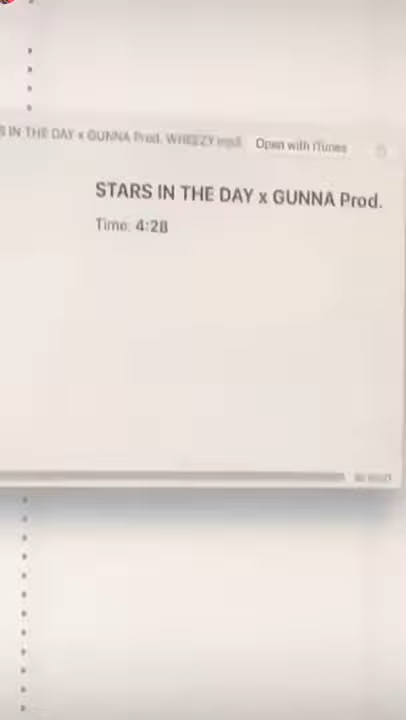 S IN THE DAY x GUNNA Prod. WHEEZY.mp3 Open with iTunes
STARS IN THE DAY x GUNNA Prod.
Time: 4:28